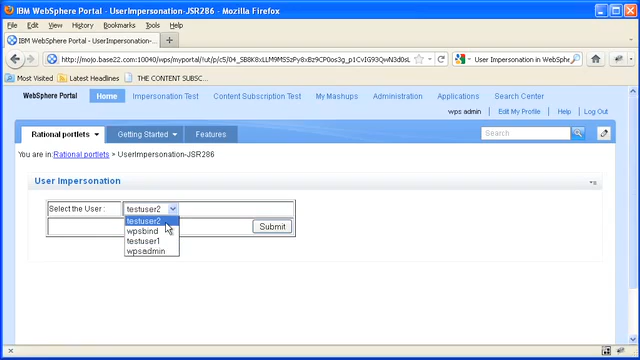 IBM WebSphere Portal - UserImpersonation-JSR286 - Mozilla Firefox
File Edit View History Bookmarks Tools Help
IBM WebSphere Portal - UserImpersonation-...
User Impersonation in WebSphe
Most Visited Latest Headlines THE CONTENT SUBSC...
WebSphere Portal Home Impersonation Test Content Subscription Test My Mashups Administration Applications Search Center
wps admin Edit My Profile Help Log Out
Rational portlets Getting Started Features Search
You are in: Rational portlets > UserImpersonation-JSR286
User Impersonation
Select the User : testuser2
testuser2
wpsbind
Submit
testuser1
wpsadmin